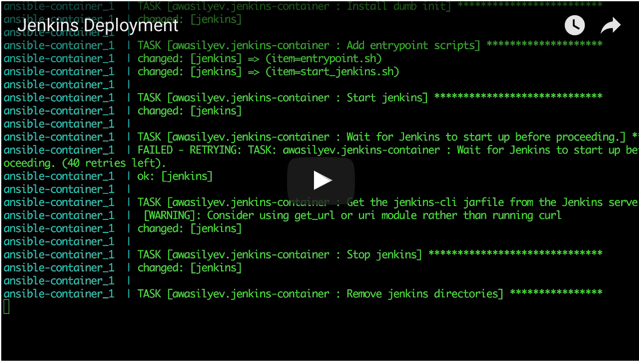 ansible-container_1 | TASK [awasilyev.jenkins-container : Install dumb init] *********************
Jenkins Deployment
ansible-container_1 | changed: [jenkins]
ansible-container_1 |
ansible-container_1 | TASK [awasilyev.jenkins-container : Add entrypoint scripts] ********************
ansible-container_1 | changed: [jenkins] => (item=entrypoint.sh)
ansible-container_1 | changed: [jenkins] => (item=start_jenkins.sh)
ansible-container_1 |
ansible-container_1 | TASK [awasilyev.jenkins-container : Start jenkins] *****************************
ansible-container_1 | changed: [jenkins]
ansible-container_1 |
ansible-container_1 | TASK [awasilyev.jenkins-container : Wait for Jenkins to start up before proceeding.] **
ansible-container_1 | FAILED - RETRYING: TASK: awasilyev.jenkins-container : Wait for Jenkins to start up be
oceeding. (40 retries left).
ansible-container_1 | ok: [jenkins]
ansible-container_1 |
ansible-container_1 | TASK [awasilyev.jenkins-container : Get the jenkins-cli jarfile from the Jenkins serve
ansible-container_1 | [WARNING]: Consider using get_url or uri module rather than running curl
ansible-container_1 | changed: [jenkins]
ansible-container_1 |
ansible-container_1 | TASK [awasilyev.jenkins-container : Stop jenkins] ******************************
ansible-container_1 | changed: [jenkins]
ansible-container_1 |
ansible-container_1 | TASK [awasilyev.jenkins-container : Remove jenkins directories] ****************